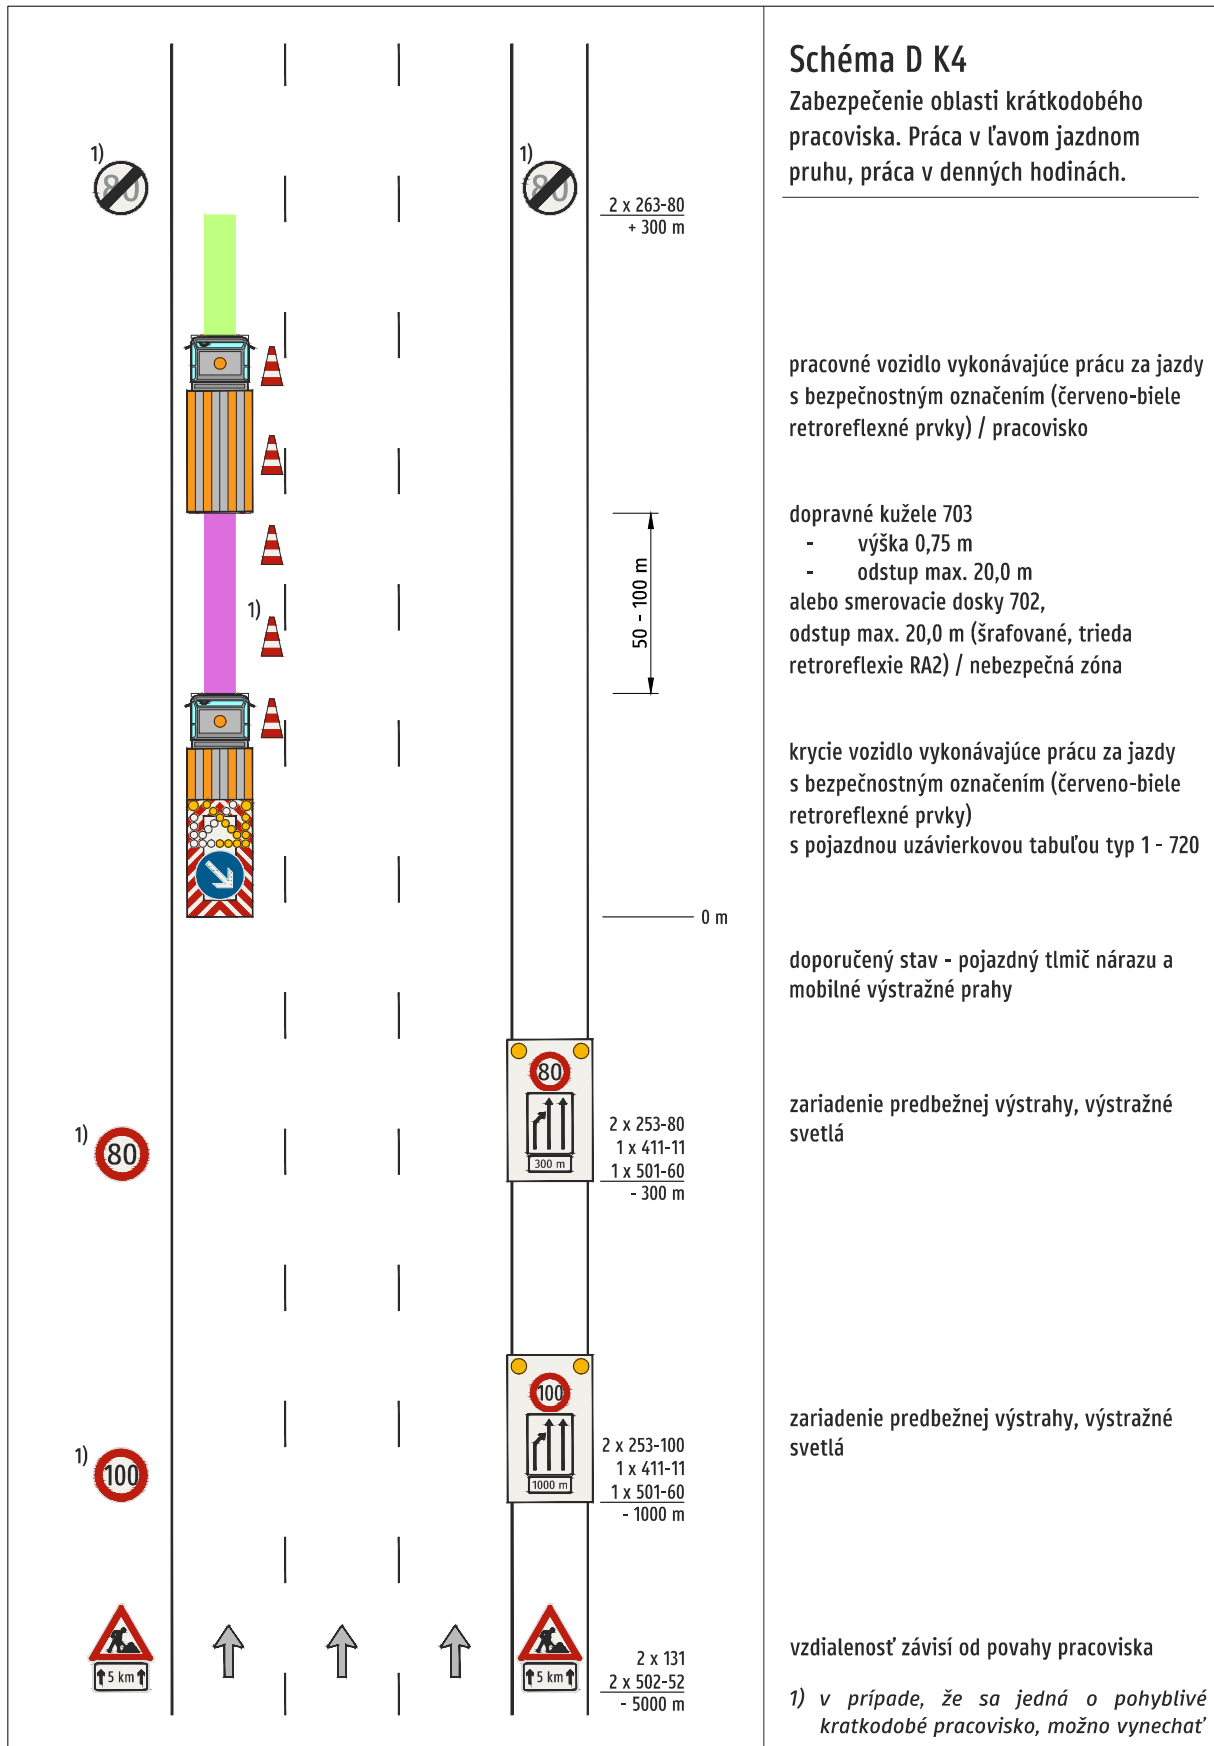 Schéma D K4
Zabezpečenie oblasti krátkodobého
pracoviska. Práca v ľavom jazdnom
pruhu, práca v denných hodinách.
1)
80
1)
80
2 x 263-80
+ 300 m
pracovné vozidlo vykonávajúce prácu za jazdy
s bezpečnostným označením (červeno-biele
retroreflexné prvky) / pracovisko
dopravné kužele 703
- výška 0,75 m
- odstup max. 20,0 m
alebo smerovacie dosky 702,
odstup max. 20,0 m (šrafované, trieda
retroreflexie RA2) / nebezpečná zóna
50 - 100 m
1)
krycie vozidlo vykonávajúce prácu za jazdy
s bezpečnostným označením (červeno-biele
retroreflexné prvky)
s pojazdnou uzávierkovou tabuľou typ 1 - 720
0 m
doporučený stav - pojazdný tlmič nárazu a
mobilné výstražné prahy
80
300 m
1)
80
2 x 253-80
1 x 411-11
1 x 501-60
- 300 m
zariadenie predbežnej výstrahy, výstražné
svetlá
100
1000 m
1)
100
2 x 253-100
1 x 411-11
1 x 501-60
- 1000 m
zariadenie predbežnej výstrahy, výstražné
svetlá
5 km
5 km
2 x 131
2 x 502-52
- 5000 m
vzdialenosť závisí od povahy pracoviska
1) v prípade, že sa jedná o pohyblivé
kratkodobé pracovisko, možno vynechať